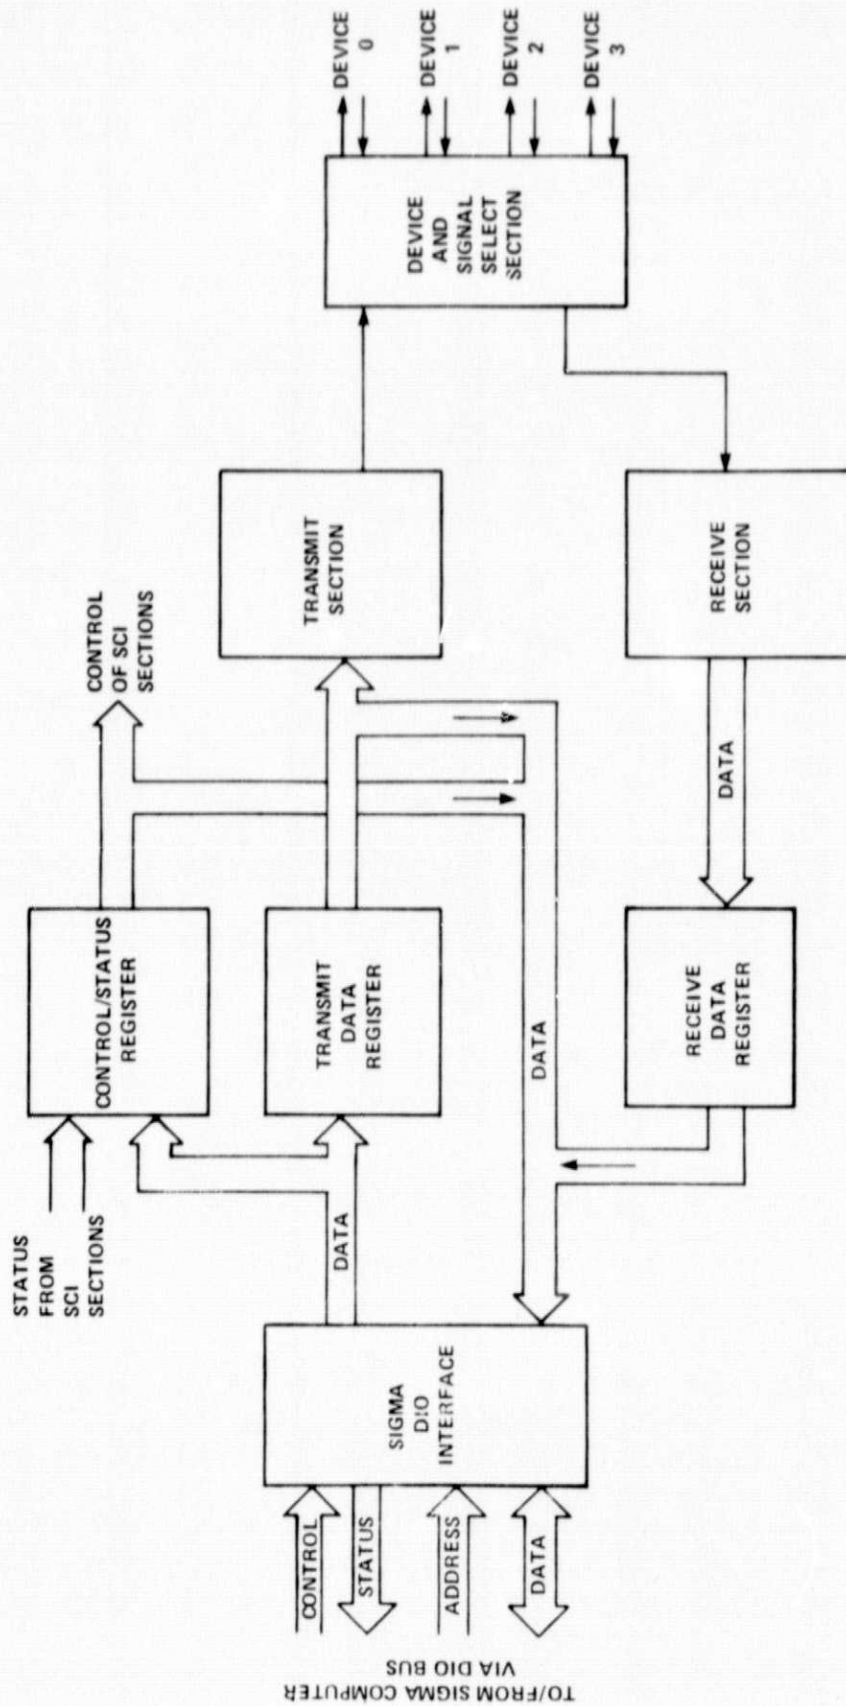 TO/FROM SIGMA COMPUTER
VIA DIO BUS
CONTROL
STATUS
ADDRESS
DATA
SIGMA
DIO
INTERFACE
STATUS
FROM
SCI
SECTIONS
DATA
CONTROL/STATUS
REGISTER
TRANSMIT
DATA
REGISTER
DATA
RECEIVE
DATA
REGISTER
CONTROL
OF SCI
SECTIONS
TRANSMIT
SECTION
DATA
RECEIVE
SECTION
DEVICE
AND
SIGNAL
SELECT
SECTION
DEVICE
0
DEVICE
1
DEVICE
2
DEVICE
3